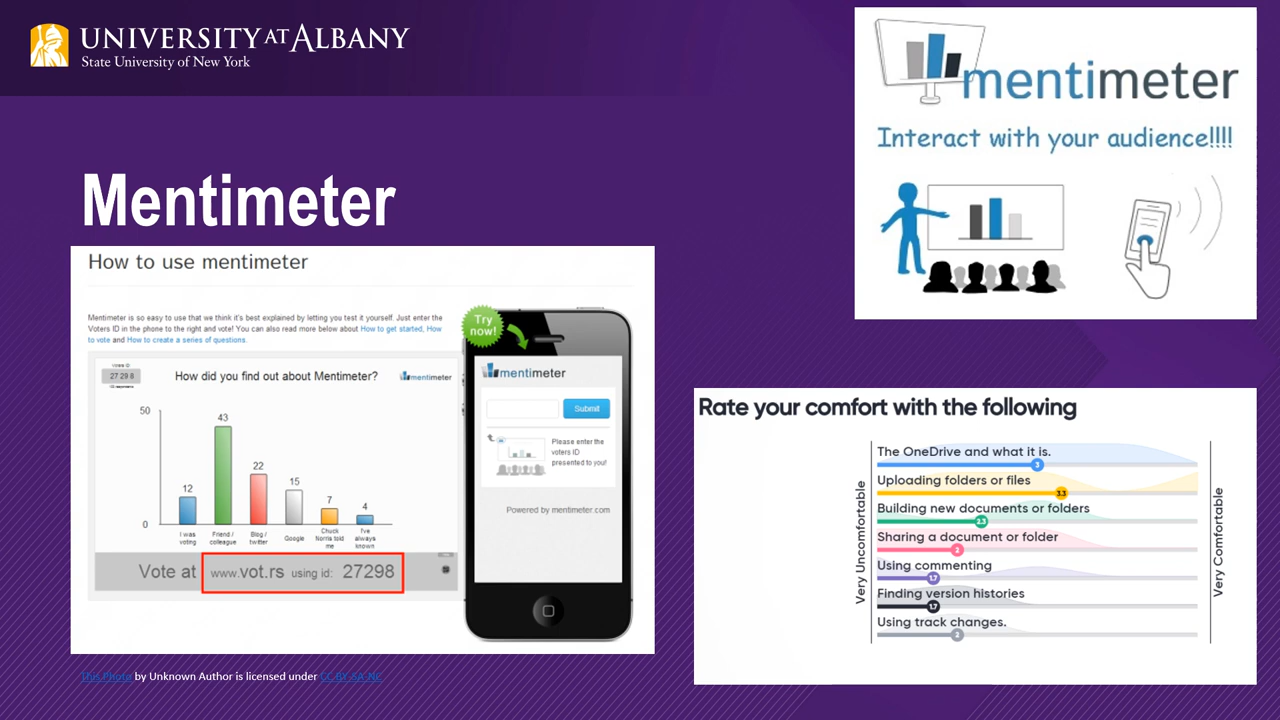 UNIVERSITY AT ALBANY
State University of New York
mentimeter
Interact with your audience!!!!
Mentimeter
How to use mentimeter
Mentimeter is so easy to use that we think it's best explained by letting you test it yourself. Just enter the
Voters ID in the phone to the right and vote! You can also read more below about How to get started, How
to vote and How to create a series of questions.
Try
now!
27 29 8
How did you find out about Mentimeter?
mentimeter
50
43
22
12
15
7
4
0
I was
voting
Friend /
colleague
Blog /
twitter
Google
Chuck
Norris told
me
I've
always
known
Vote at www.vot.rs using id: 27298
mentimeter
Submit
Please enter the
voters ID
presented to you!
Powered by mentimeter.com
Rate your comfort with the following
Very Uncomfortable
The OneDrive and what it is.
3
Uploading folders or files
3.3
Building new documents or folders
2.3
Sharing a document or folder
2
Using commenting
1.7
Finding version histories
1.7
Using track changes.
2
Very Comfortable
This Photo by Unknown Author is licensed under CC BY-SA-NC